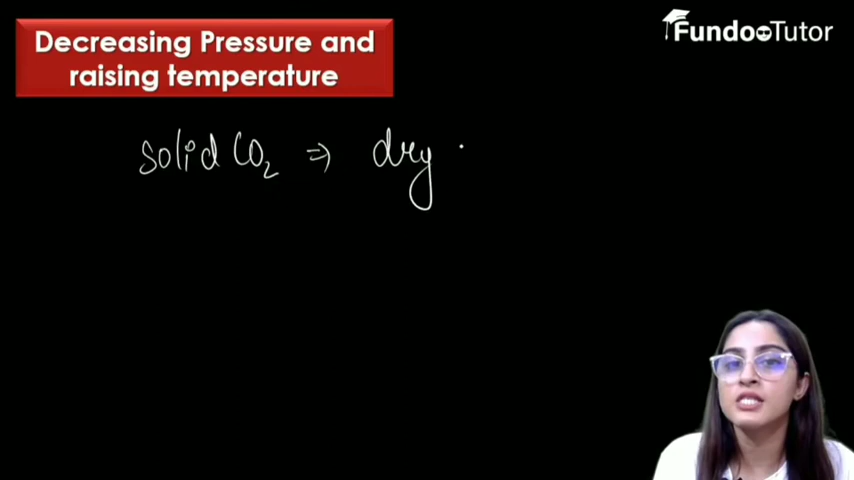 Decreasing Pressure and
raising temperature
FundooTutor
solid CO2 ⇒ dry